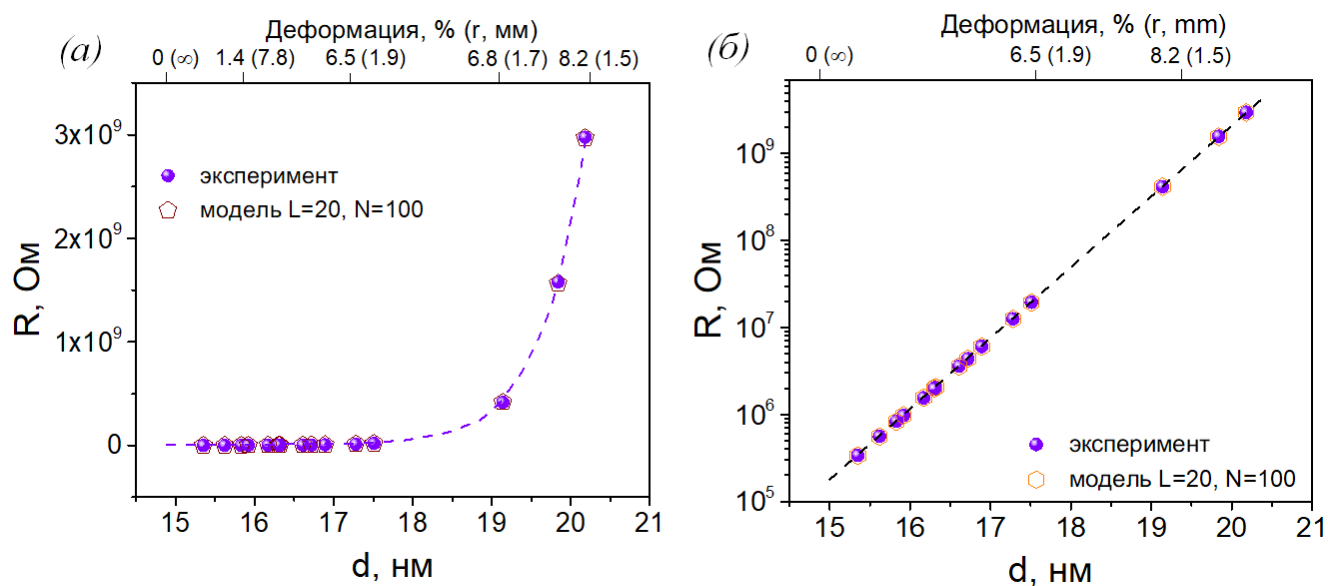 (а)
Деформация, % (r, мм)
0 (∞) 1.4 (7.8) 6.5 (1.9) 6.8 (1.7) 8.2 (1.5)
R, Ом
3x10⁹
2x10⁹
1x10⁹
0
эксперимент
модель L=20, N=100
15 16 17 18 19 20 21
d, нм
(б)
Деформация, % (r, mm)
0 (∞) 6.5 (1.9) 8.2 (1.5)
R, Ом
10⁹
10⁸
10⁷
10⁶
10⁵
эксперимент
модель L=20, N=100
15 16 17 18 19 20 21
d, нм